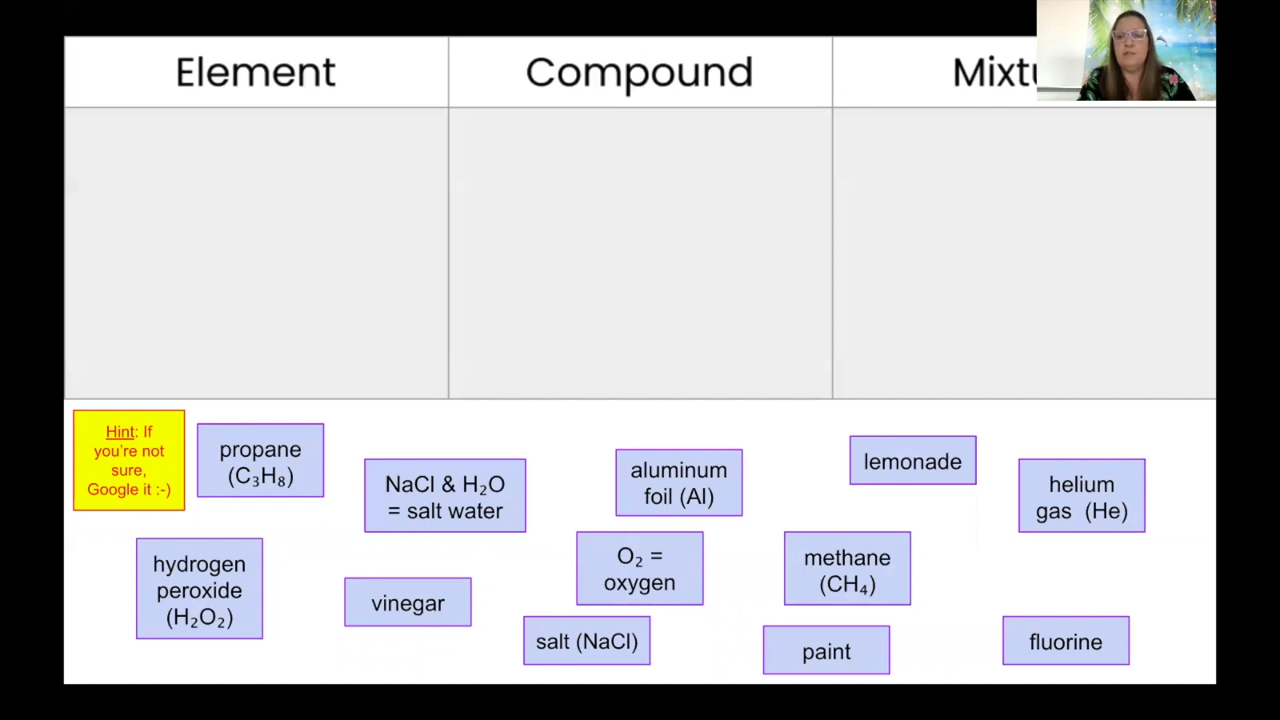 Element
Compound
Mixtu
Hint: If
you're not
sure,
Google it :-)
propane
(C₃H₈)
NaCl & H₂O
= salt water
aluminum
foil (Al)
lemonade
helium
gas (He)
hydrogen
peroxide
(H₂O₂)
vinegar
O₂ =
oxygen
methane
(CH₄)
salt (NaCl)
paint
fluorine